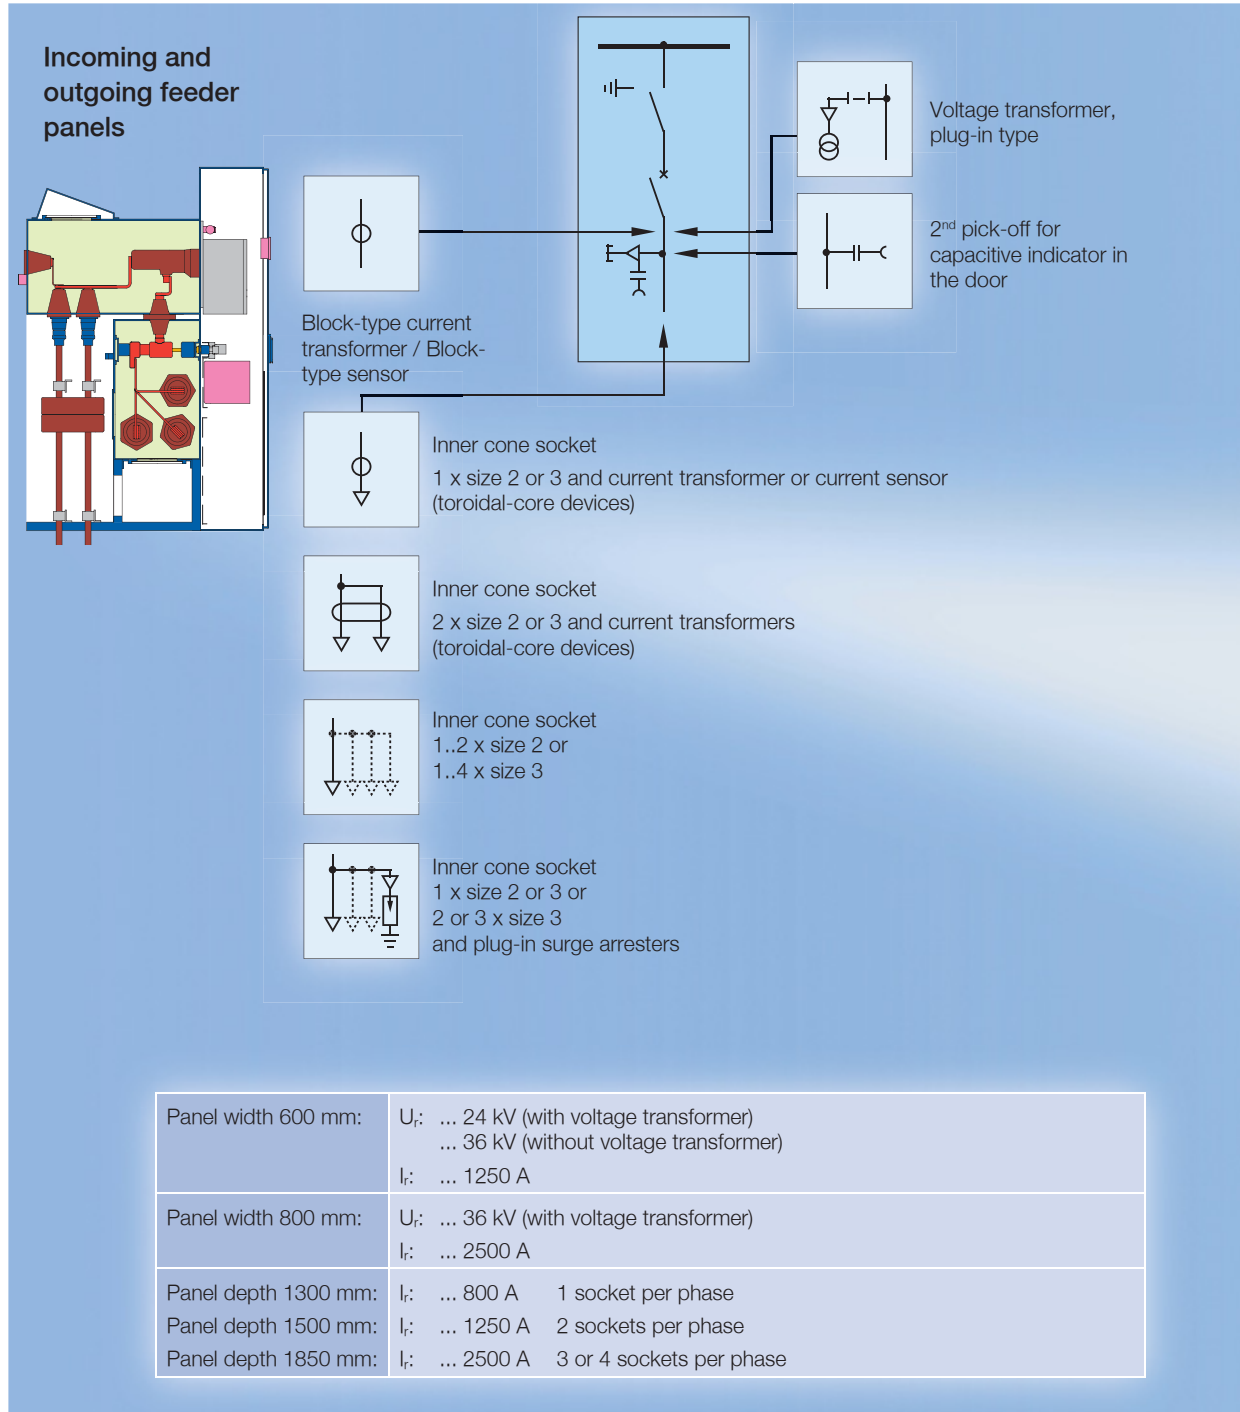 Incoming and
outgoing feeder
panels
Voltage transformer,
plug-in type
2nd pick-off for
capacitive indicator in
the door
Block-type current
transformer / Block-
type sensor
Inner cone socket
1 x size 2 or 3 and current transformer or current sensor
(toroidal-core devices)
Inner cone socket
2 x size 2 or 3 and current transformers
(toroidal-core devices)
Inner cone socket
1..2 x size 2 or
1..4 x size 3
Inner cone socket
1 x size 2 or 3 or
2 or 3 x size 3
and plug-in surge arresters
Panel width 600 mm: Ur: ... 24 kV (with voltage transformer)
... 36 kV (without voltage transformer)
Ir: ... 1250 A
Panel width 800 mm: Ur: ... 36 kV (with voltage transformer)
Ir: ... 2500 A
Panel depth 1300 mm: Ir: ... 800 A 1 socket per phase
Panel depth 1500 mm: Ir: ... 1250 A 2 sockets per phase
Panel depth 1850 mm: Ir: ... 2500 A 3 or 4 sockets per phase